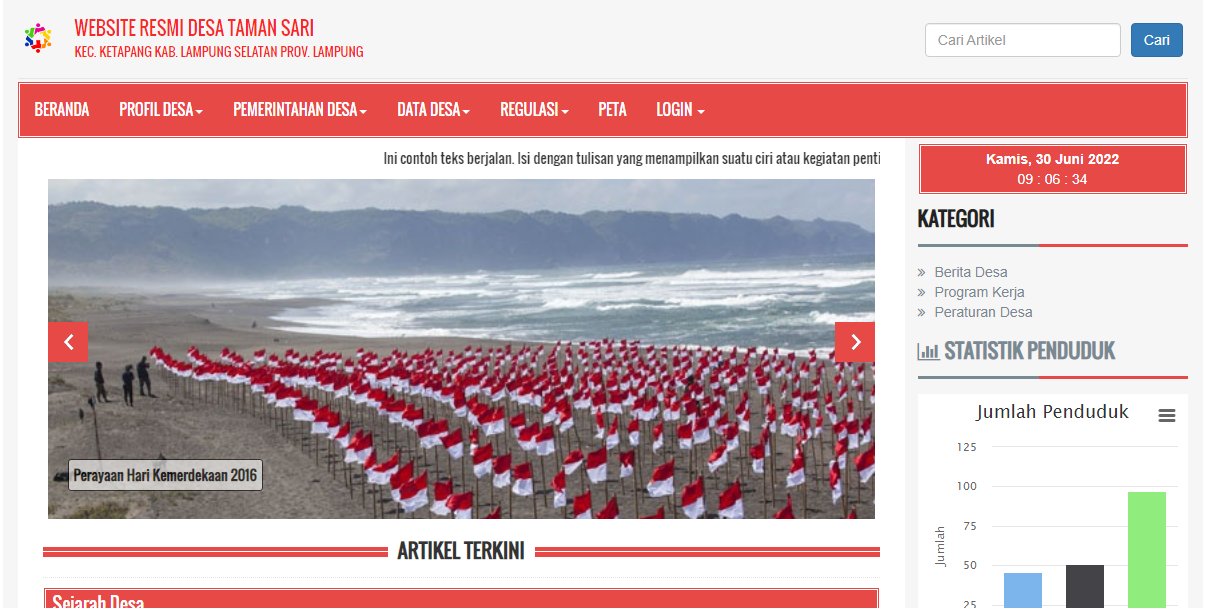 WEBSITE RESMI DESA TAMAN SARI
KEC. KETAPANG KAB. LAMPUNG SELATAN PROV. LAMPUNG
Cari Artikel
Cari
BERANDA PROFIL DESA PEMERINTAHAN DESA DATA DESA REGULASI PETA LOGIN
Ini contoh teks berjalan. Isi dengan tulisan yang menampilkan suatu ciri atau kegiatan penti
Perayaan Hari Kemerdekaan 2016
ARTIKEL TERKINI
Sejarah Desa
Kamis, 30 Juni 2022
09 : 06 : 34
KATEGORI
Berita Desa
Program Kerja
Peraturan Desa
STATISTIK PENDUDUK
Jumlah Penduduk
Jumlah
125
100
75
50
25